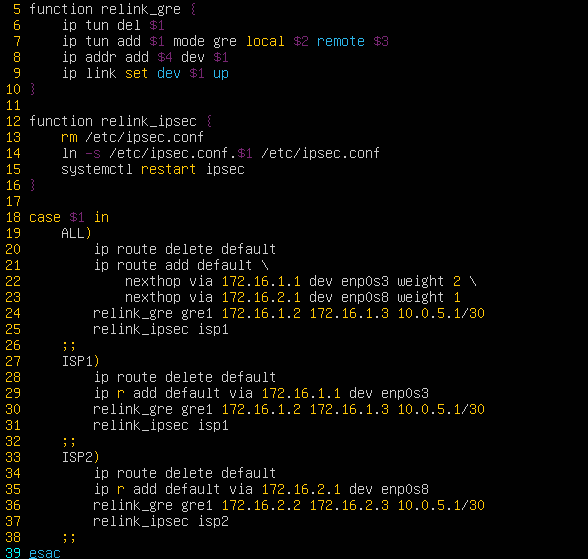 5 function relink_gre {
6     ip tun del $1
7     ip tun add $1 mode gre local $2 remote $3
8     ip addr add $4 dev $1
9     ip link set dev $1 up
10 }
11
12 function relink_ipsec {
13     rm /etc/ipsec.conf
14     ln -s /etc/ipsec.conf.$1 /etc/ipsec.conf
15     systemctl restart ipsec
16 }
17
18 case $1 in
19     ALL)
20         ip route delete default
21         ip route add default \
22             nexthop via 172.16.1.1 dev enp0s3 weight 2 \
23             nexthop via 172.16.2.1 dev enp0s8 weight 1
24         relink_gre gre1 172.16.1.2 172.16.1.3 10.0.5.1/30
25         relink_ipsec isp1
26     ;;
27     ISP1)
28         ip route delete default
29         ip r add default via 172.16.1.1 dev enp0s3
30         relink_gre gre1 172.16.1.2 172.16.1.3 10.0.5.1/30
31         relink_ipsec isp1
32     ;;
33     ISP2)
34         ip route delete default
35         ip r add default via 172.16.2.1 dev enp0s8
36         relink_gre gre1 172.16.2.2 172.16.2.3 10.0.5.1/30
37         relink_ipsec isp2
38     ;;
39 esac